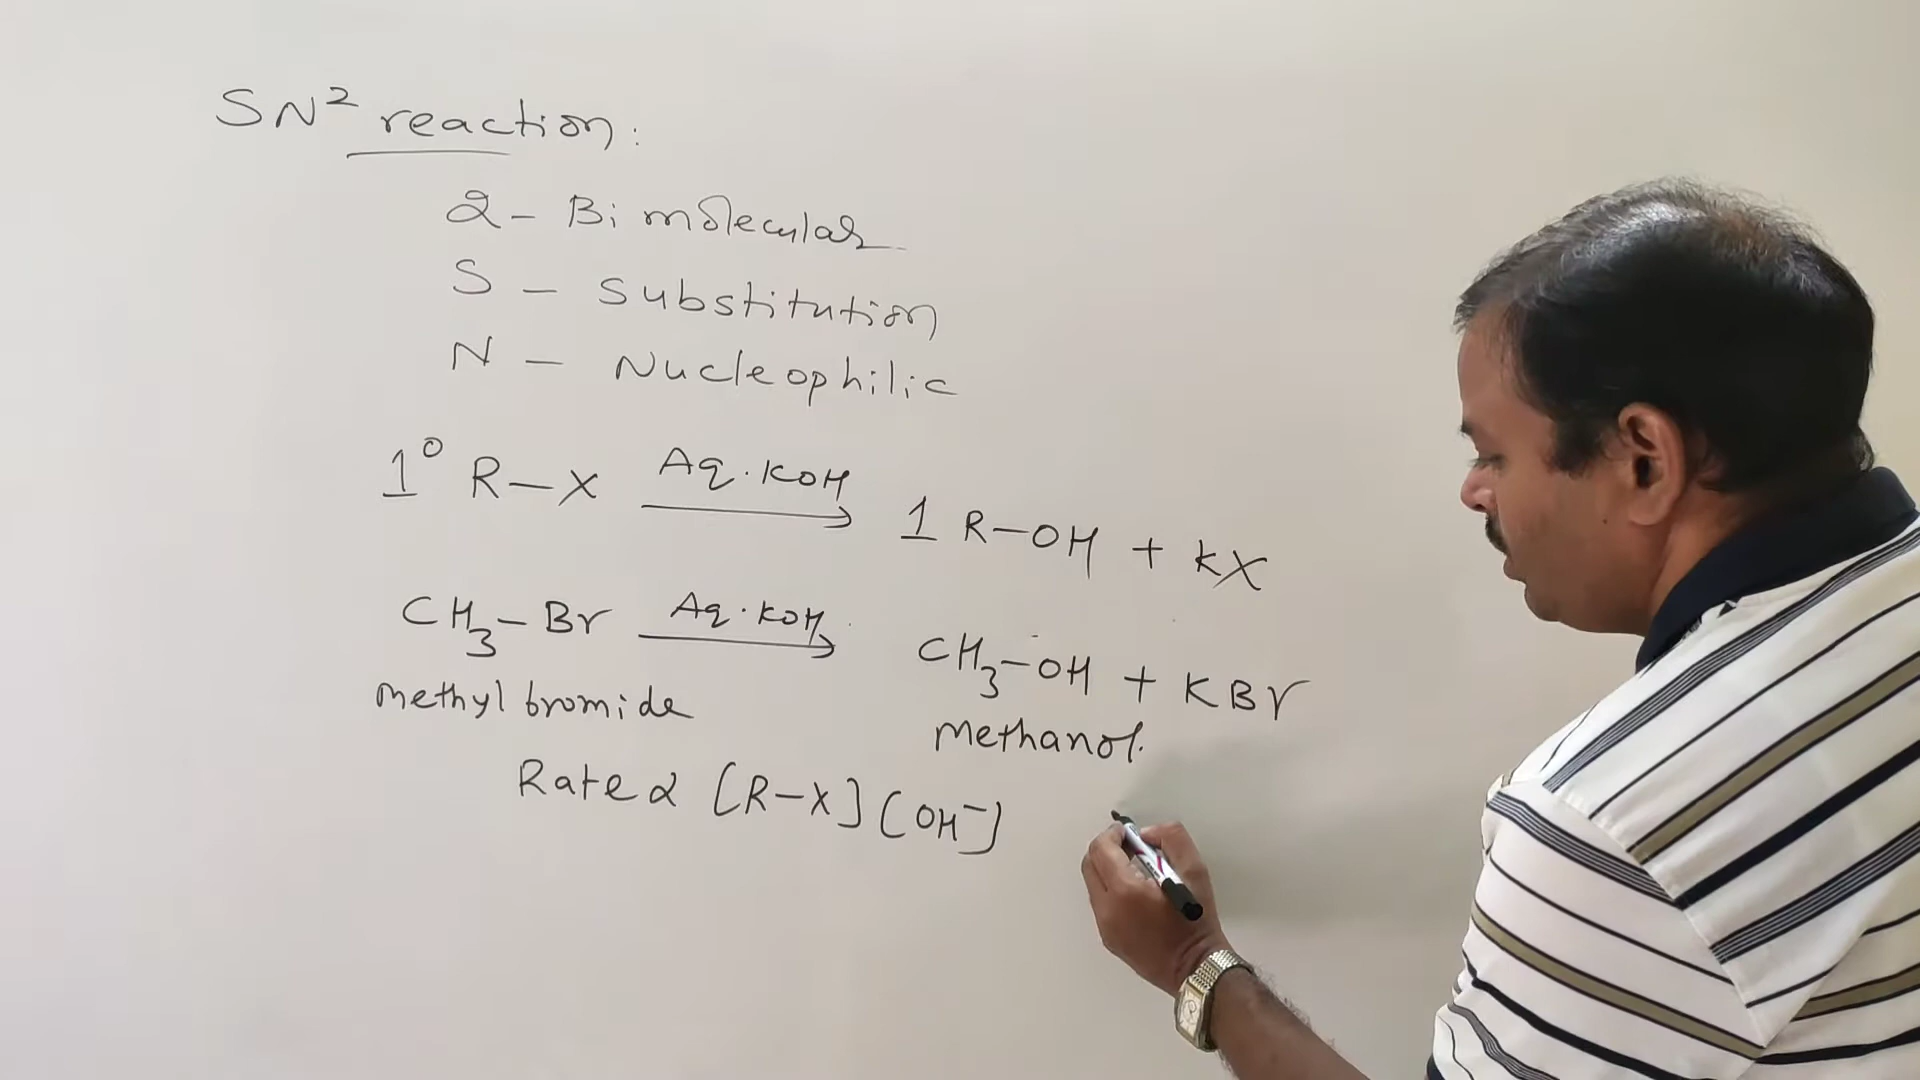 SN² reaction:
2 - Bimolecular
S - Substitution
N - Nucleophilic
1° R-X Aq. KOH → 1 R-OH + KX
CH₃-Br Aq. KOH → CH₃-OH + KBr
methyl bromide methanol.
Rate α [R-X] [OH⁻]